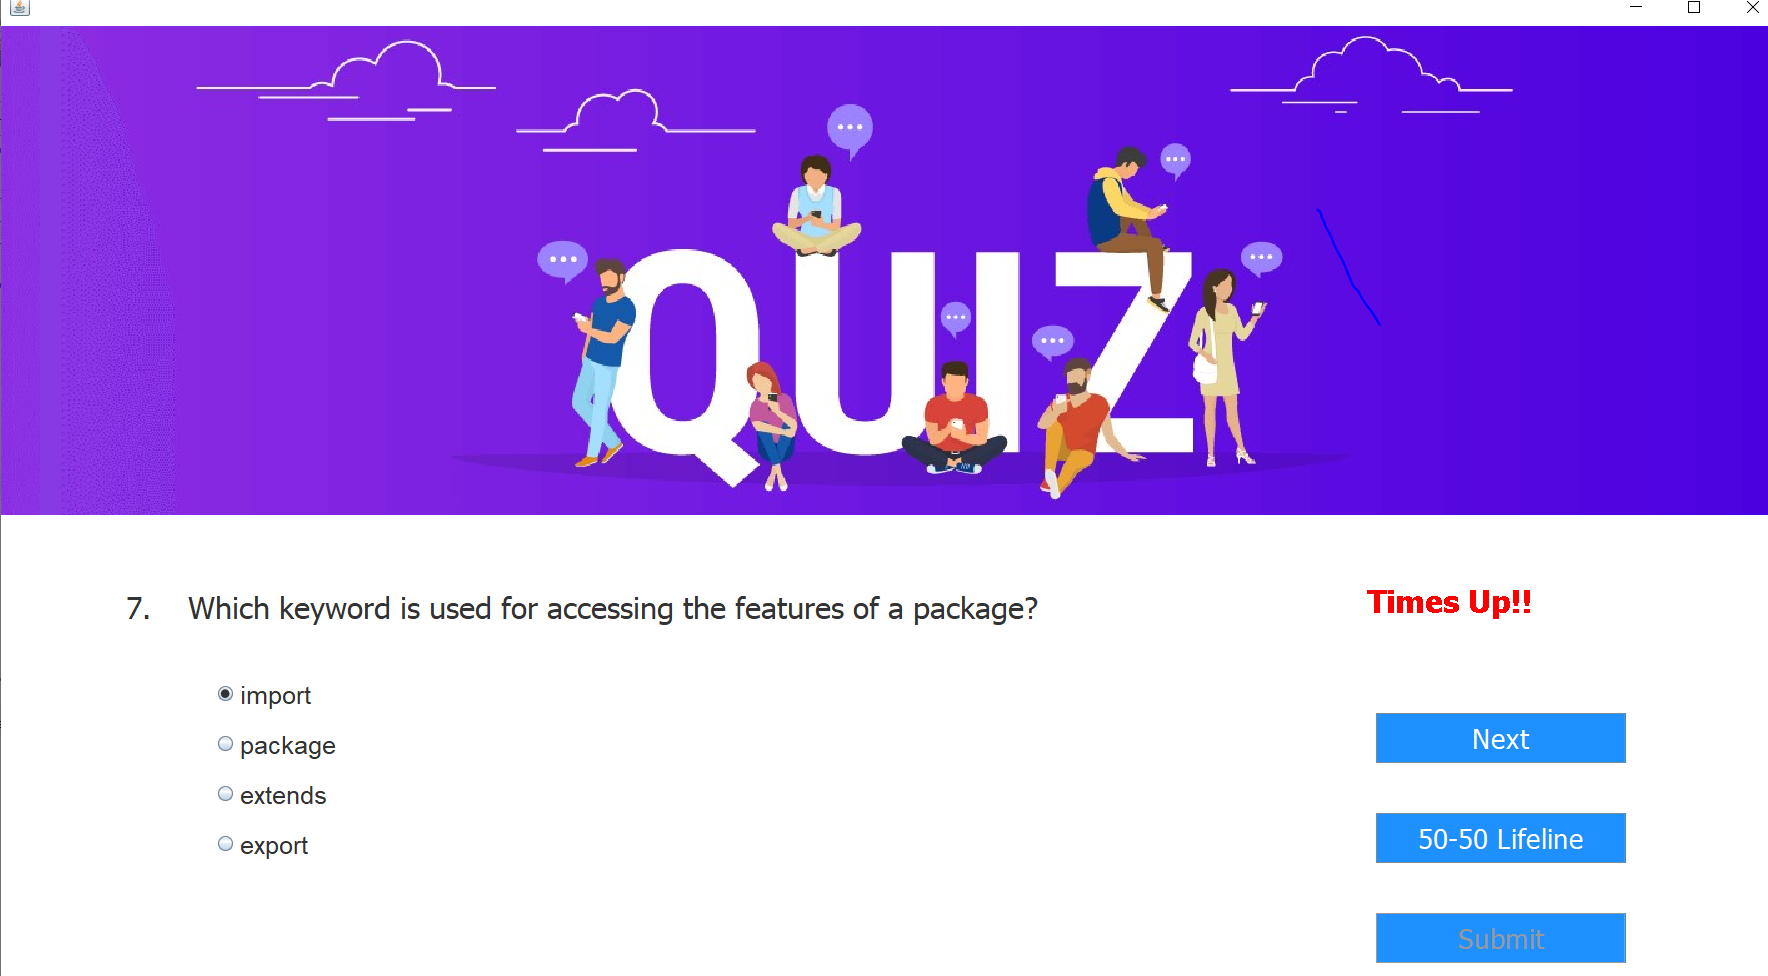 QUIZ
7. Which keyword is used for accessing the features of a package?
Times Up!!
import
package
extends
export
Next
50-50 Lifeline
Submit